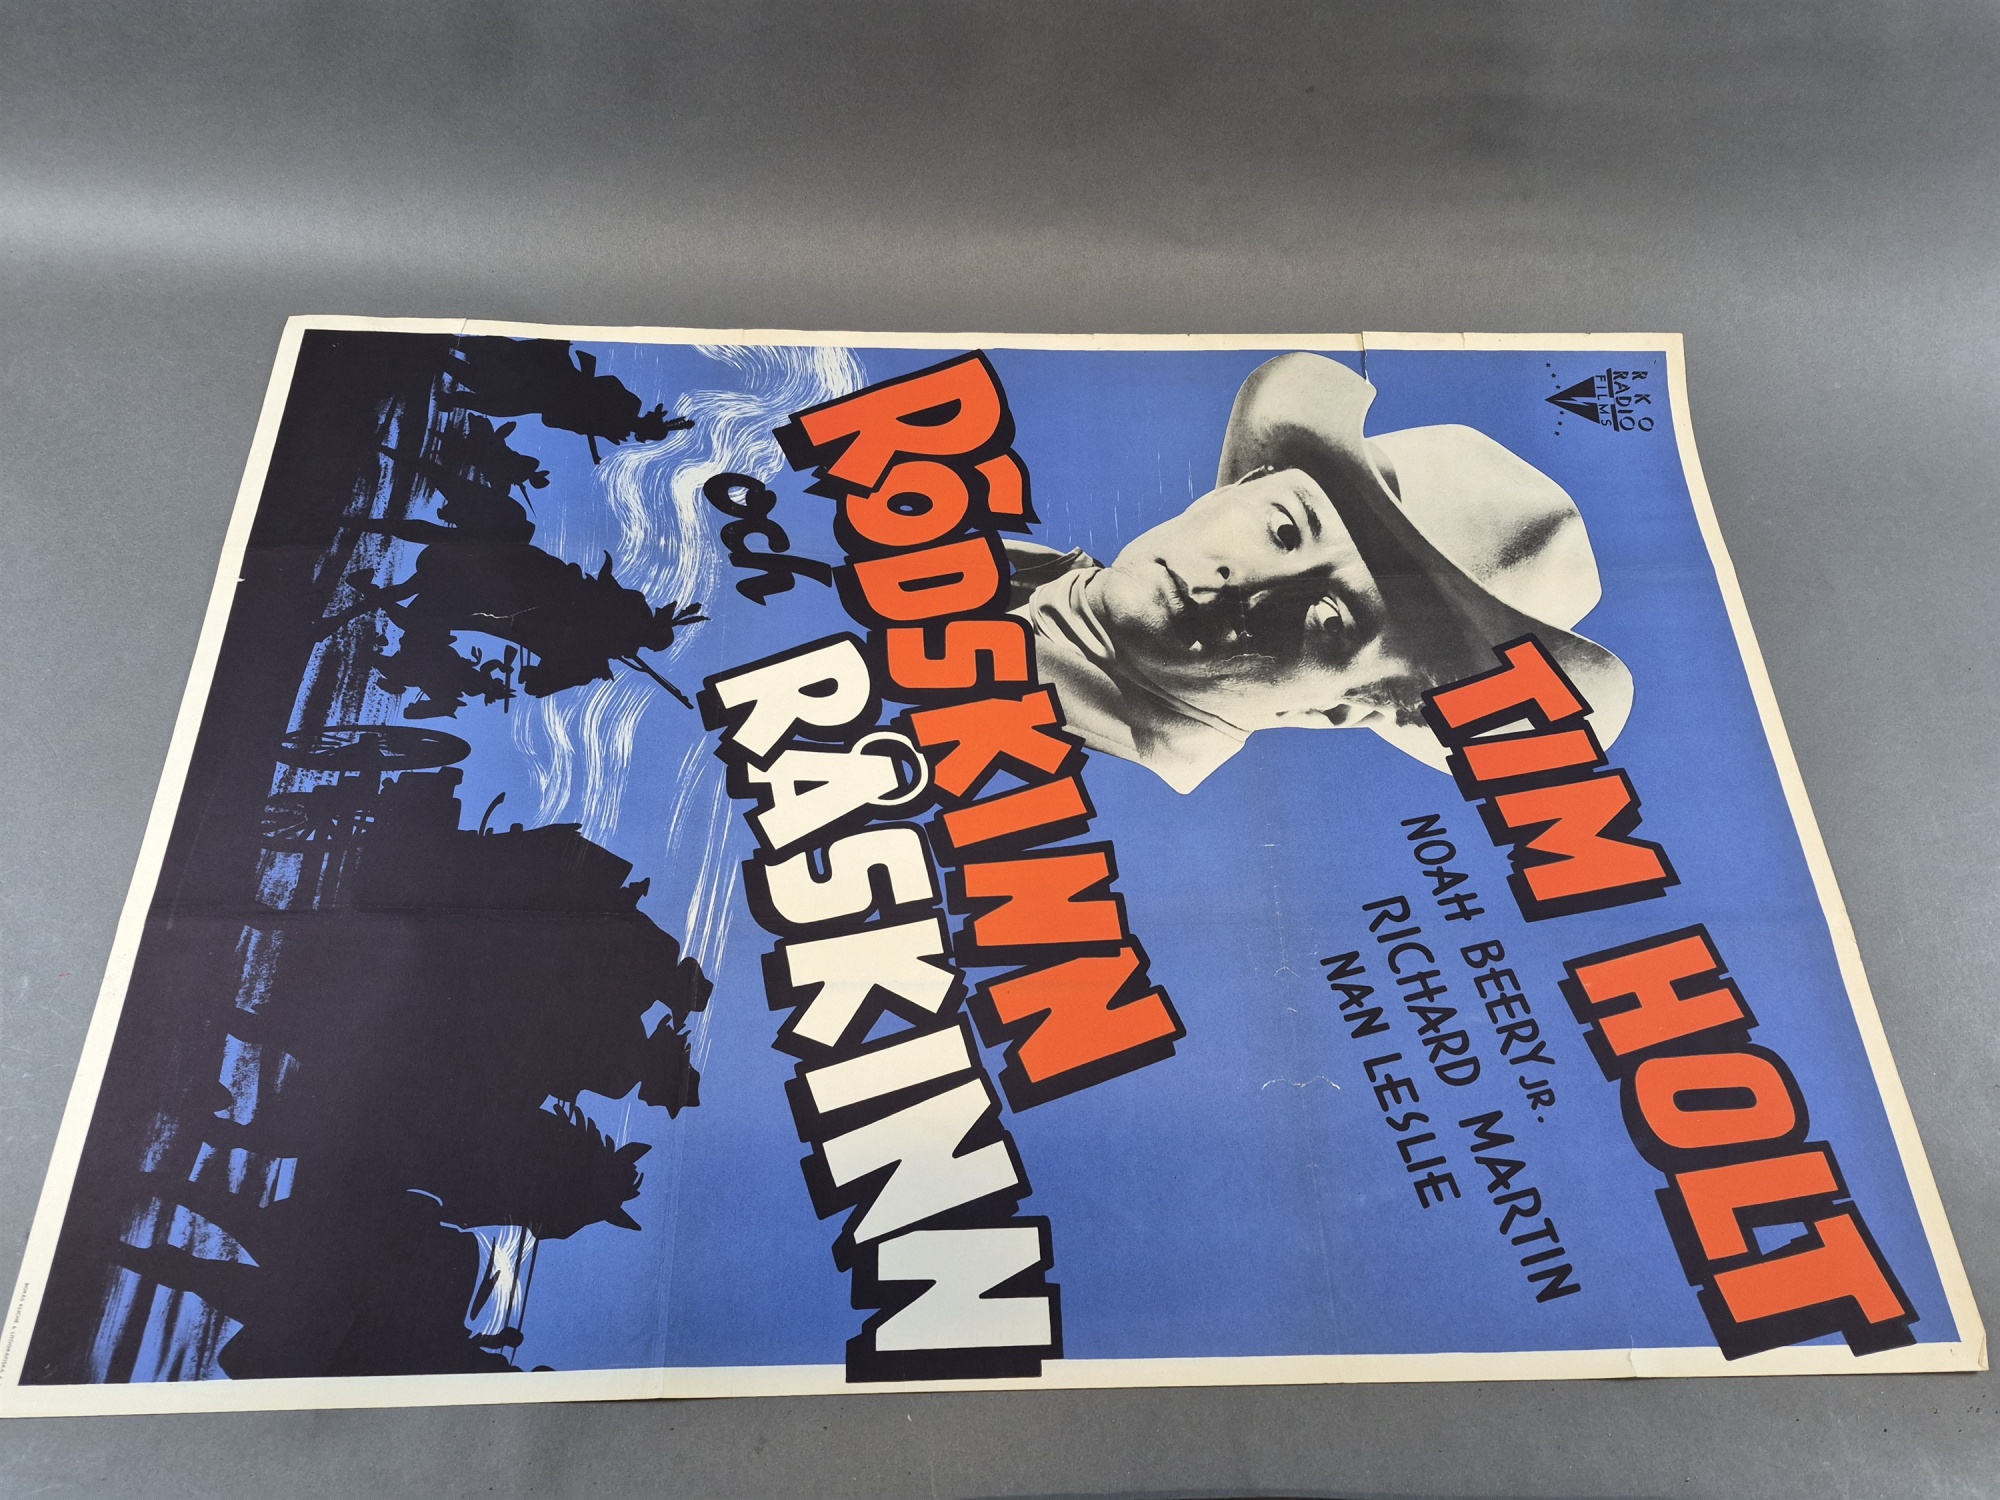 RKO
RADIO
FILMS
TIM HOLT
NOAH BEERY JR.
RICHARD MARTIN
NAN LESLIE
RÖDSKINN
och
RÅSKINN